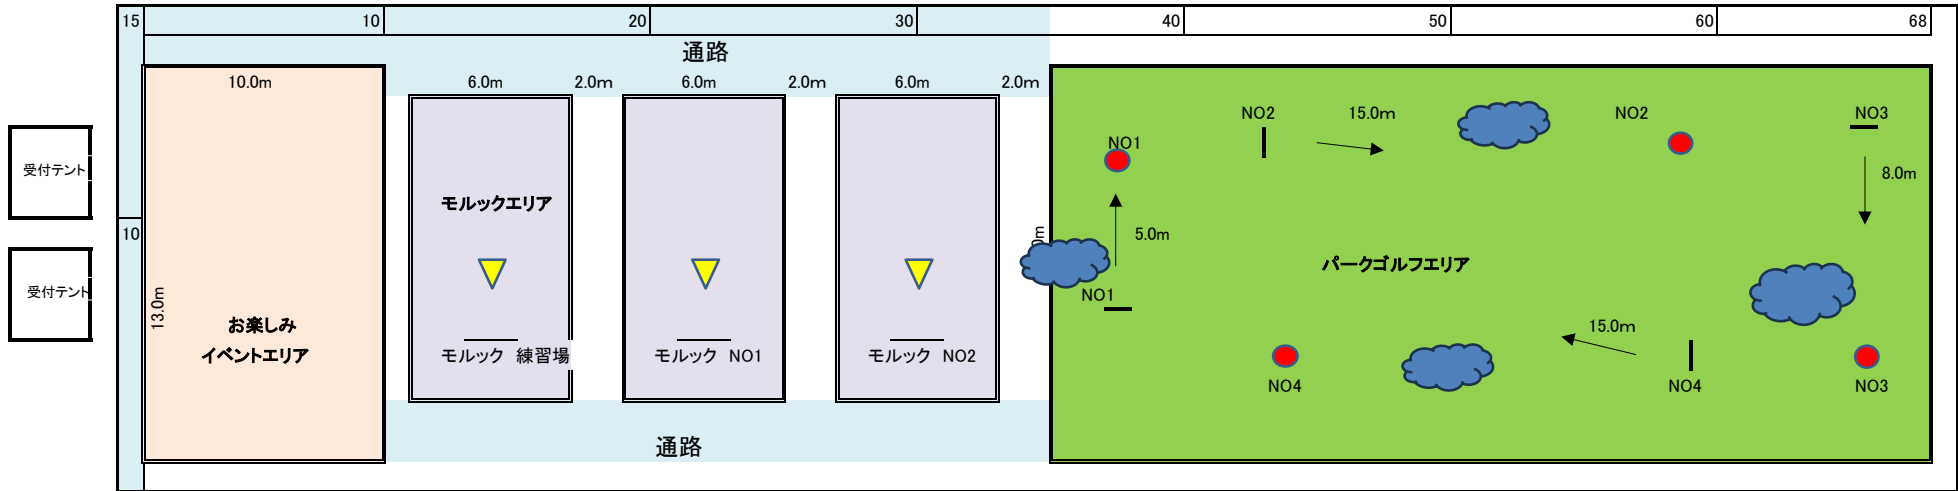 15 10 20 30 40 50 60 68
通路
10.0m 6.0m 2.0m 6.0m 2.0m 6.0m 2.0m
NO2 15.0m NO2 NO3
NO1
受付テント
8.0m
モルックエリア
10 5.0m
パークゴルフエリア
受付テント
NO1
13.0m
お楽しみ
イベントエリア
15.0m
モルック 練習場 モルック NO1 モルック NO2
NO4 NO4 NO3
通路